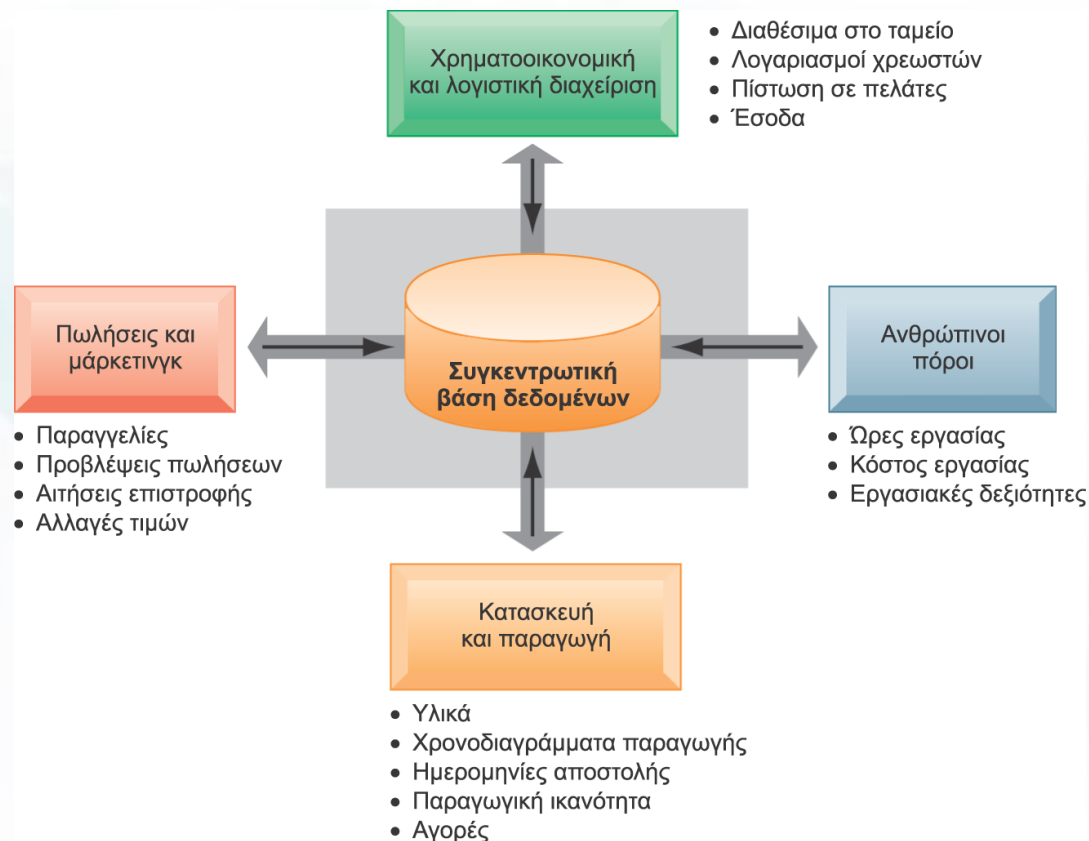 Χρηματοοικονομική
και λογιστική διαχείριση
• Διαθέσιμα στο ταμείο
• Λογαριασμοί χρεωστών
• Πίστωση σε πελάτες
• Έσοδα
Πωλήσεις και
μάρκετινγκ
• Παραγγελίες
• Προβλέψεις πωλήσεων
• Αιτήσεις επιστροφής
• Αλλαγές τιμών
Συγκεντρωτική
βάση δεδομένων
Ανθρώπινοι
πόροι
• Ώρες εργασίας
• Κόστος εργασίας
• Εργασιακές δεξιότητες
Κατασκευή
και παραγωγή
• Υλικά
• Χρονοδιαγράμματα παραγωγής
• Ημερομηνίες αποστολής
• Παραγωγική ικανότητα
• Αγορές